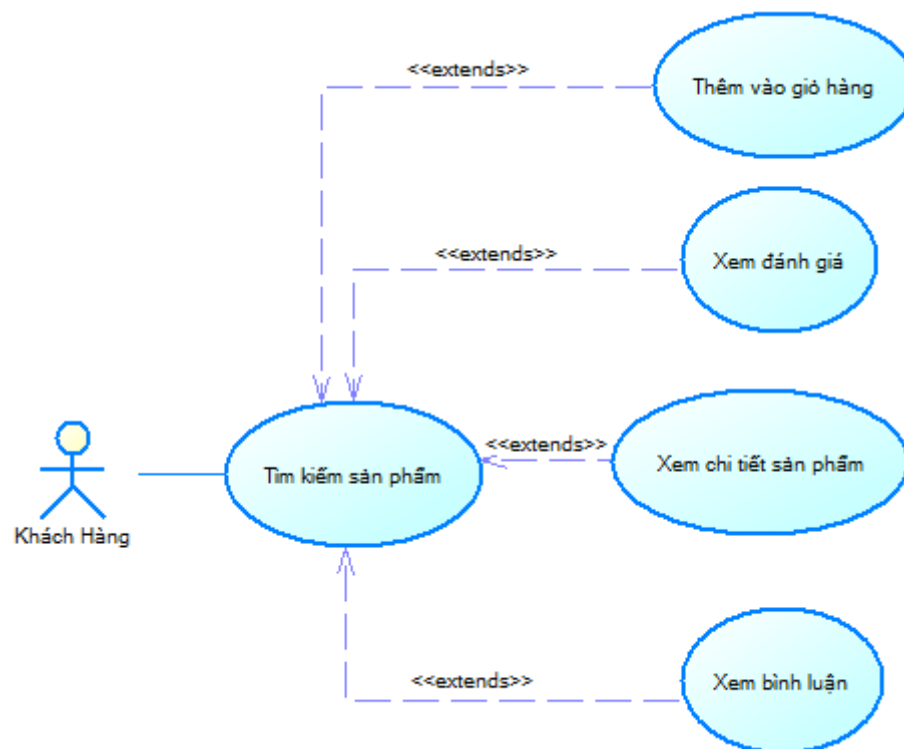 <<extends>>
Thêm vào giỏ hàng
<<extends>>
Xem đánh giá
<<extends>>
Xem chi tiết sản phẩm
Tìm kiếm sản phẩm
Khách Hàng
<<extends>>
Xem bình luận